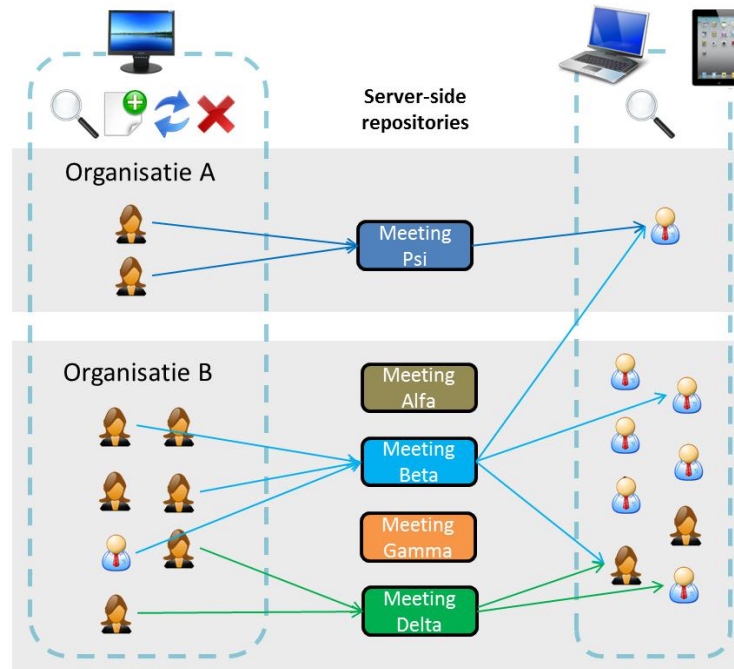 Server-side
repositories
Organisatie A
Meeting
Psi
Organisatie B
Meeting
Alfa
Meeting
Beta
Meeting
Gamma
Meeting
Delta